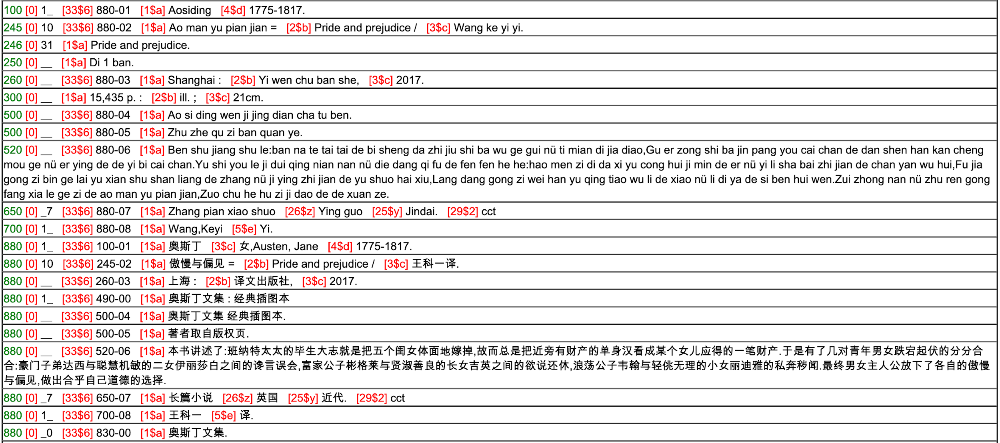 100 [0] 1_ [33$6] 880-01 [1$a] Aosiding [4$d] 1775-1817.
245 [0] 10 [33$6] 880-02 [1$a] Ao man yu pian jian = [2$b] Pride and prejudice / [3$c] Wang ke yi yi.
246 [0] 31 [1$a] Pride and prejudice.
250 [0] __ [1$a] Di 1 ban.
260 [0] __ [33$6] 880-03 [1$a] Shanghai : [2$b] Yi wen chu ban she, [3$c] 2017.
300 [0] __ [1$a] 15,435 p. : [2$b] ill. ; [3$c] 21cm.
500 [0] __ [33$6] 880-04 [1$a] Ao si ding wen ji jing dian cha tu ben.
500 [0] __ [33$6] 880-05 [1$a] Zhu zhe qu zi ban quan ye.
520 [0] __ [33$6] 880-06 [1$a] Ben shu jiang shu le:ban na te tai tai de bi sheng da zhi jiu shi ba wu ge gui nü ti mian di jia diao,Gu er zong shi ba jin pang you cai chan de dan shen han kan cheng
mou ge nü er ying de de yi bi cai chan.Yu shi you le ji dui qing nian nan nü die dang qi fu de fen fen he he:hao men zi di da xi yu cong hui ji min de er nü yi li sha bai zhi jian de chan yan wu hui,Fu jia
gong zi bin ge lai yu xian shu shan liang de zhang nü ji ying zhi jian de yu shuo hai xiu,Lang dang gong zi wei han yu qing tiao wu li de xiao nü li di ya de si ben hui wen.Zui zhong nan nü zhu ren gong
fang xia le ge zi de ao man yu pian jian,Zuo chu he hu zi ji dao de de xuan ze.
650 [0] _7 [33$6] 880-07 [1$a] Zhang pian xiao shuo [26$z] Ying guo [25$y] Jindai. [29$2] cct
700 [0] 1_ [33$6] 880-08 [1$a] Wang,Keyi [5$e] Yi.
880 [0] 1_ [33$6] 100-01 [1$a] 奥斯丁 [3$c] 女,Austen, Jane [4$d] 1775-1817.
880 [0] 10 [33$6] 245-02 [1$a] 傲慢与偏见 = [2$b] Pride and prejudice / [3$c] 王科一译.
880 [0] __ [33$6] 260-03 [1$a] 上海 : [2$b] 译文出版社, [3$c] 2017.
880 [0] 1_ [33$6] 490-00 [1$a] 奥斯丁文集 : 经典插图本
880 [0] __ [33$6] 500-04 [1$a] 奥斯丁文集 经典插图本.
880 [0] __ [33$6] 500-05 [1$a] 著者取自版权页.
880 [0] __ [33$6] 520-06 [1$a] 本书讲述了:班纳特太太的毕生大志就是把五个闺女体面地嫁掉,故而总是把近旁有财产的单身汉看成某个女儿应得的一笔财产.于是有了几对青年男女跌宕起伏的分分合
合:豪门子弟达西与聪慧机敏的二女伊丽莎白之间的谗言误会,富家公子彬格莱与贤淑善良的长女吉英之间的欲说还休,浪荡公子韦翰与轻佻无理的小女丽迪雅的私奔秽闻.最终男女主人公放下了各自的傲慢
与偏见,做出合乎自己道德的选择.
880 [0] _7 [33$6] 650-07 [1$a] 长篇小说 [26$z] 英国 [25$y] 近代. [29$2] cct
880 [0] 1_ [33$6] 700-08 [1$a] 王科一 [5$e] 译.
880 [0] _0 [33$6] 830-00 [1$a] 奥斯丁文集.